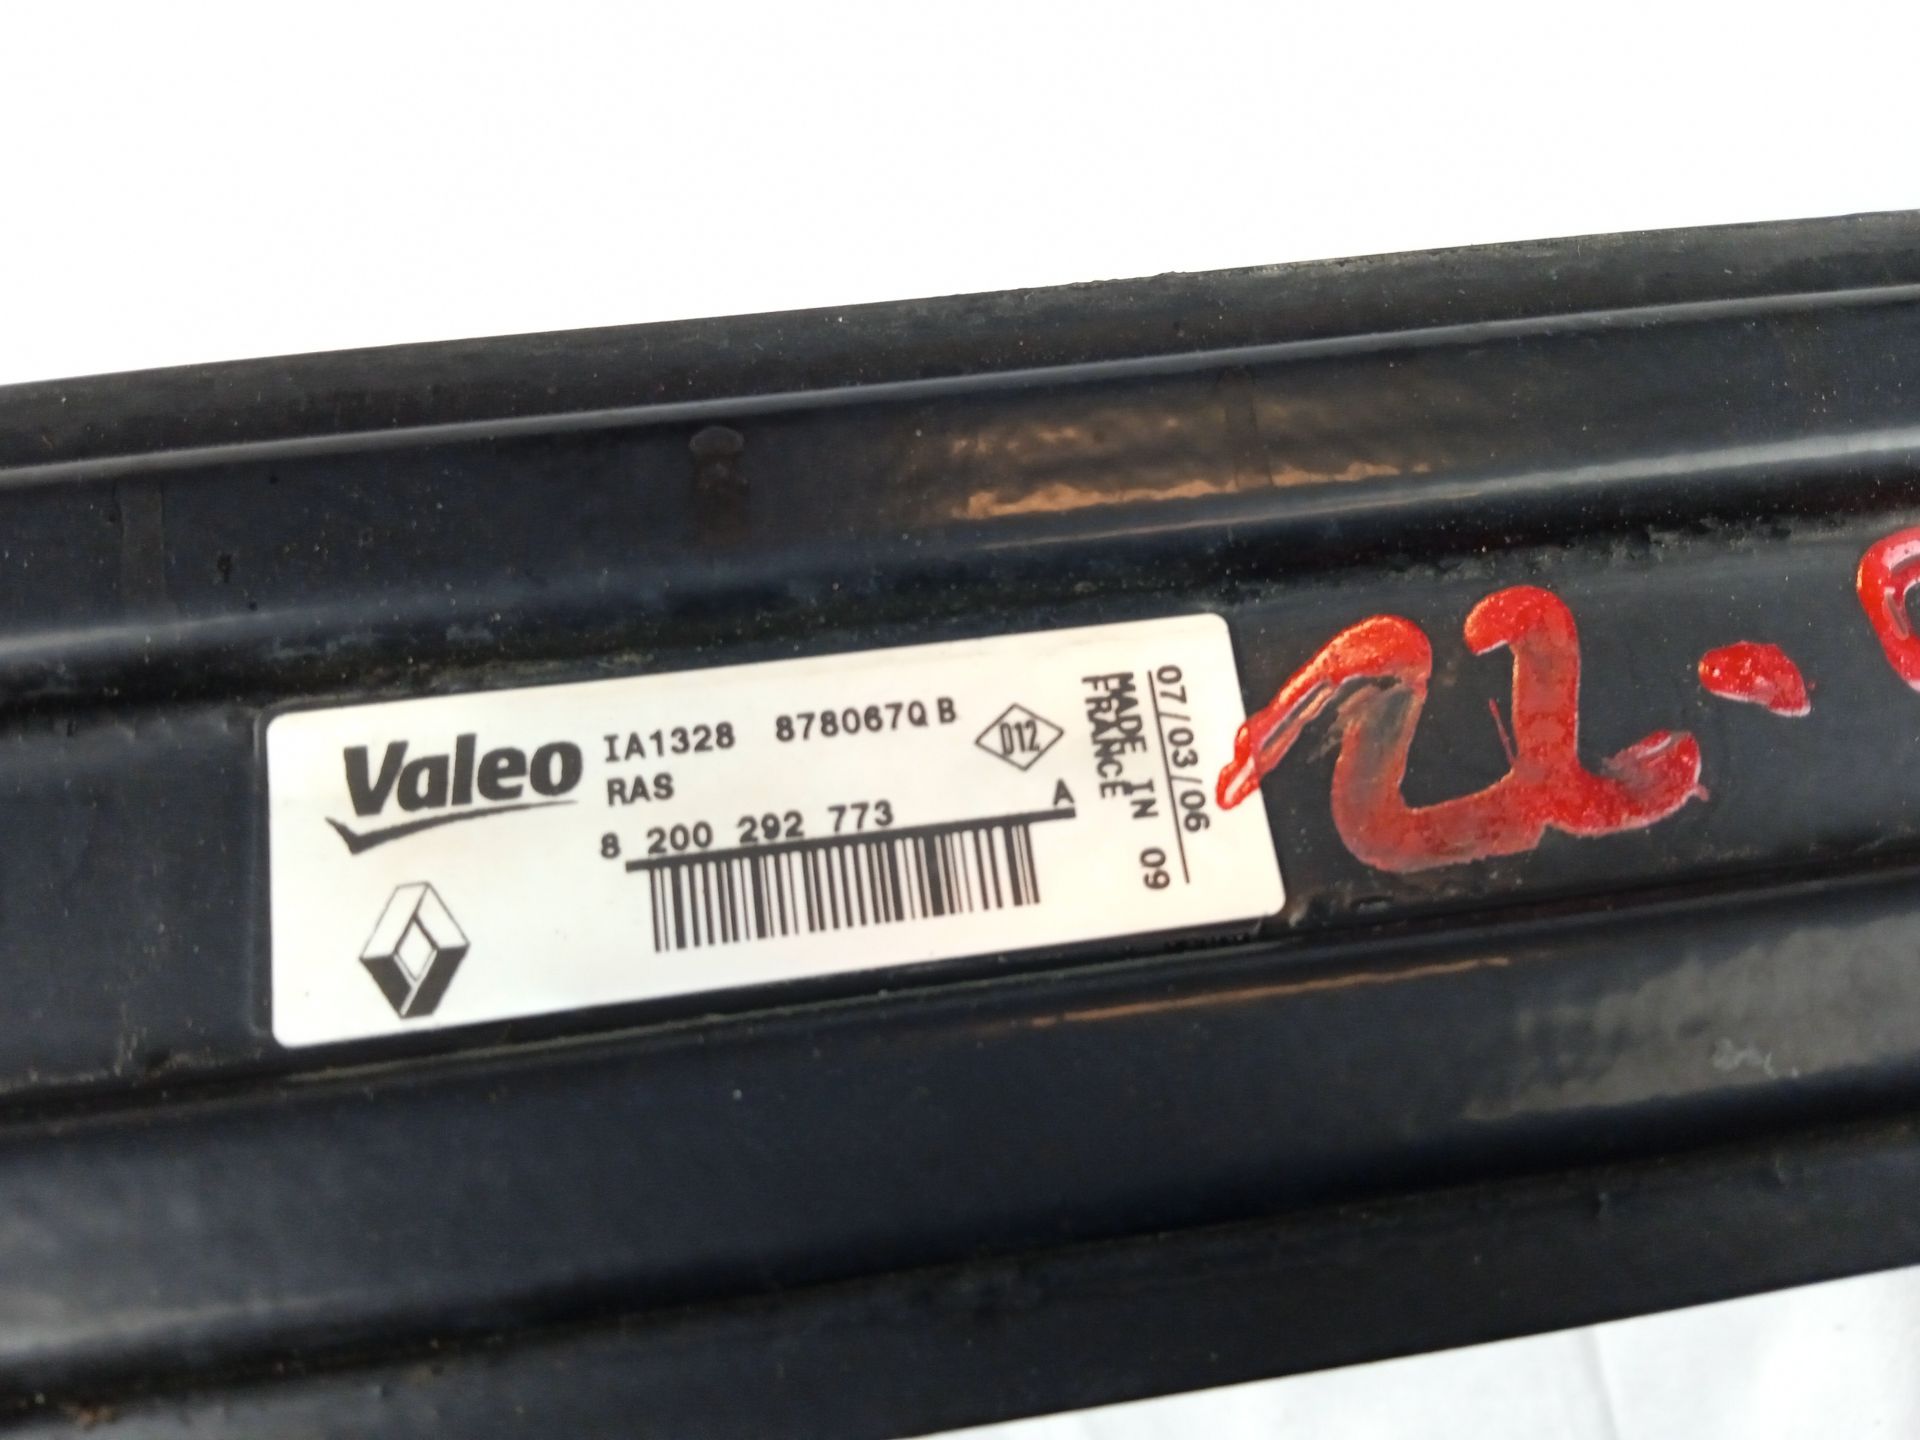 Valeo
IA1328 878067Q B
RAS
D12
8 200 292 773 A
MADE IN
FRANCE
07/03/06
09